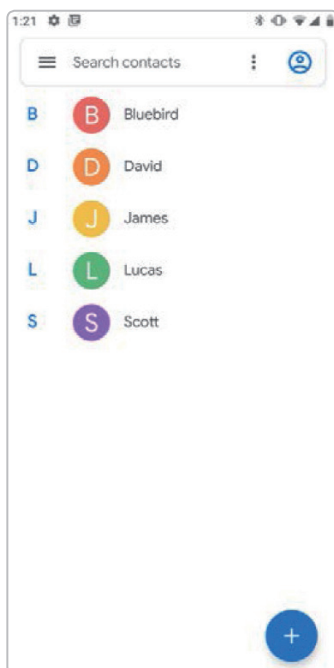 1:21
Search contacts
B B Bluebird
D D David
J J James
L L Lucas
S S Scott
+